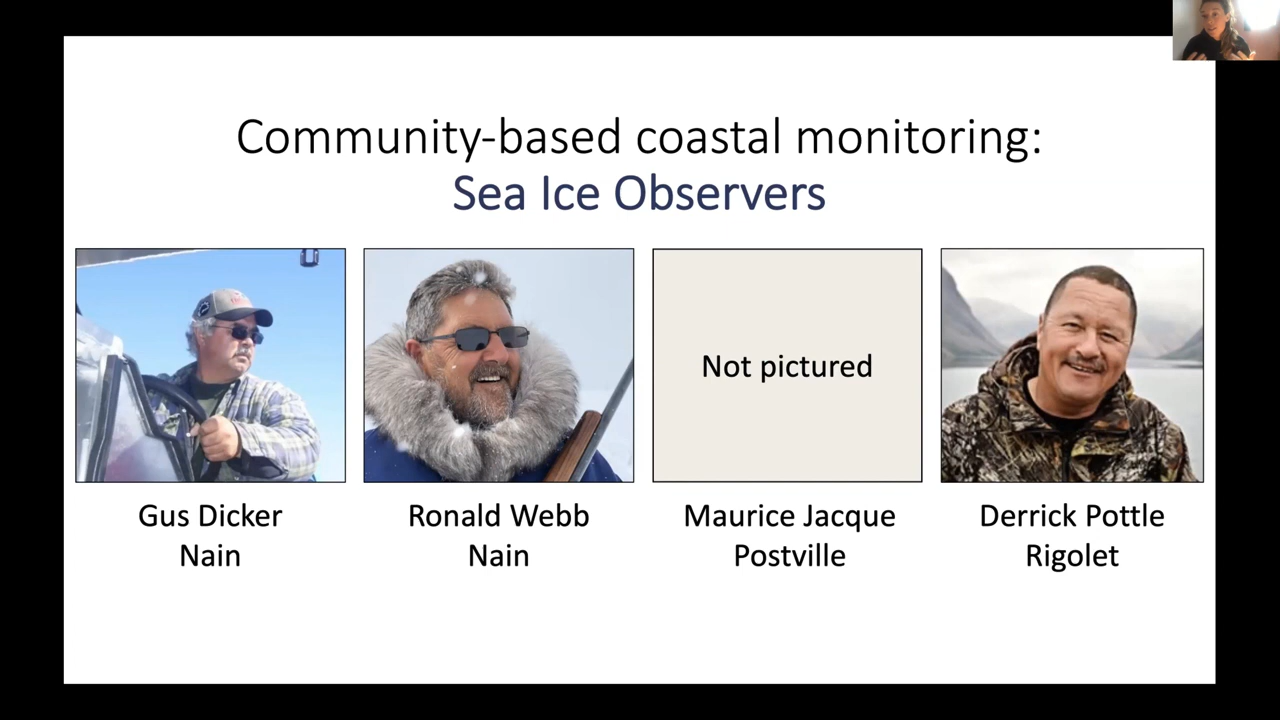 Community-based coastal monitoring:
Sea Ice Observers
Not pictured
Gus Dicker
Nain
Ronald Webb
Nain
Maurice Jacque
Postville
Derrick Pottle
Rigolet